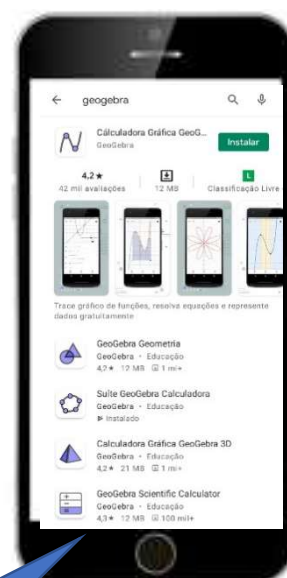 geogebra
Cálculadora Gráfica GeoG...
GeoGebra
Instalar
4,2 ★
42 mil avaliações
12 MB
L
Classificação Livre
Trace gráfico de funções, resolva equações e represente
dados gratuitamente
GeoGebra Geometria
GeoGebra • Educação
4,2 ★ 12 MB 1 mi+
Suíte GeoGebra Calculadora
GeoGebra • Educação
Instalado
Calculadora Gráfica GeoGebra 3D
GeoGebra • Educação
4,2 ★ 21 MB 1 mi+
GeoGebra Scientific Calculator
GeoGebra • Educação
4,3 ★ 12 MB 100 mil+